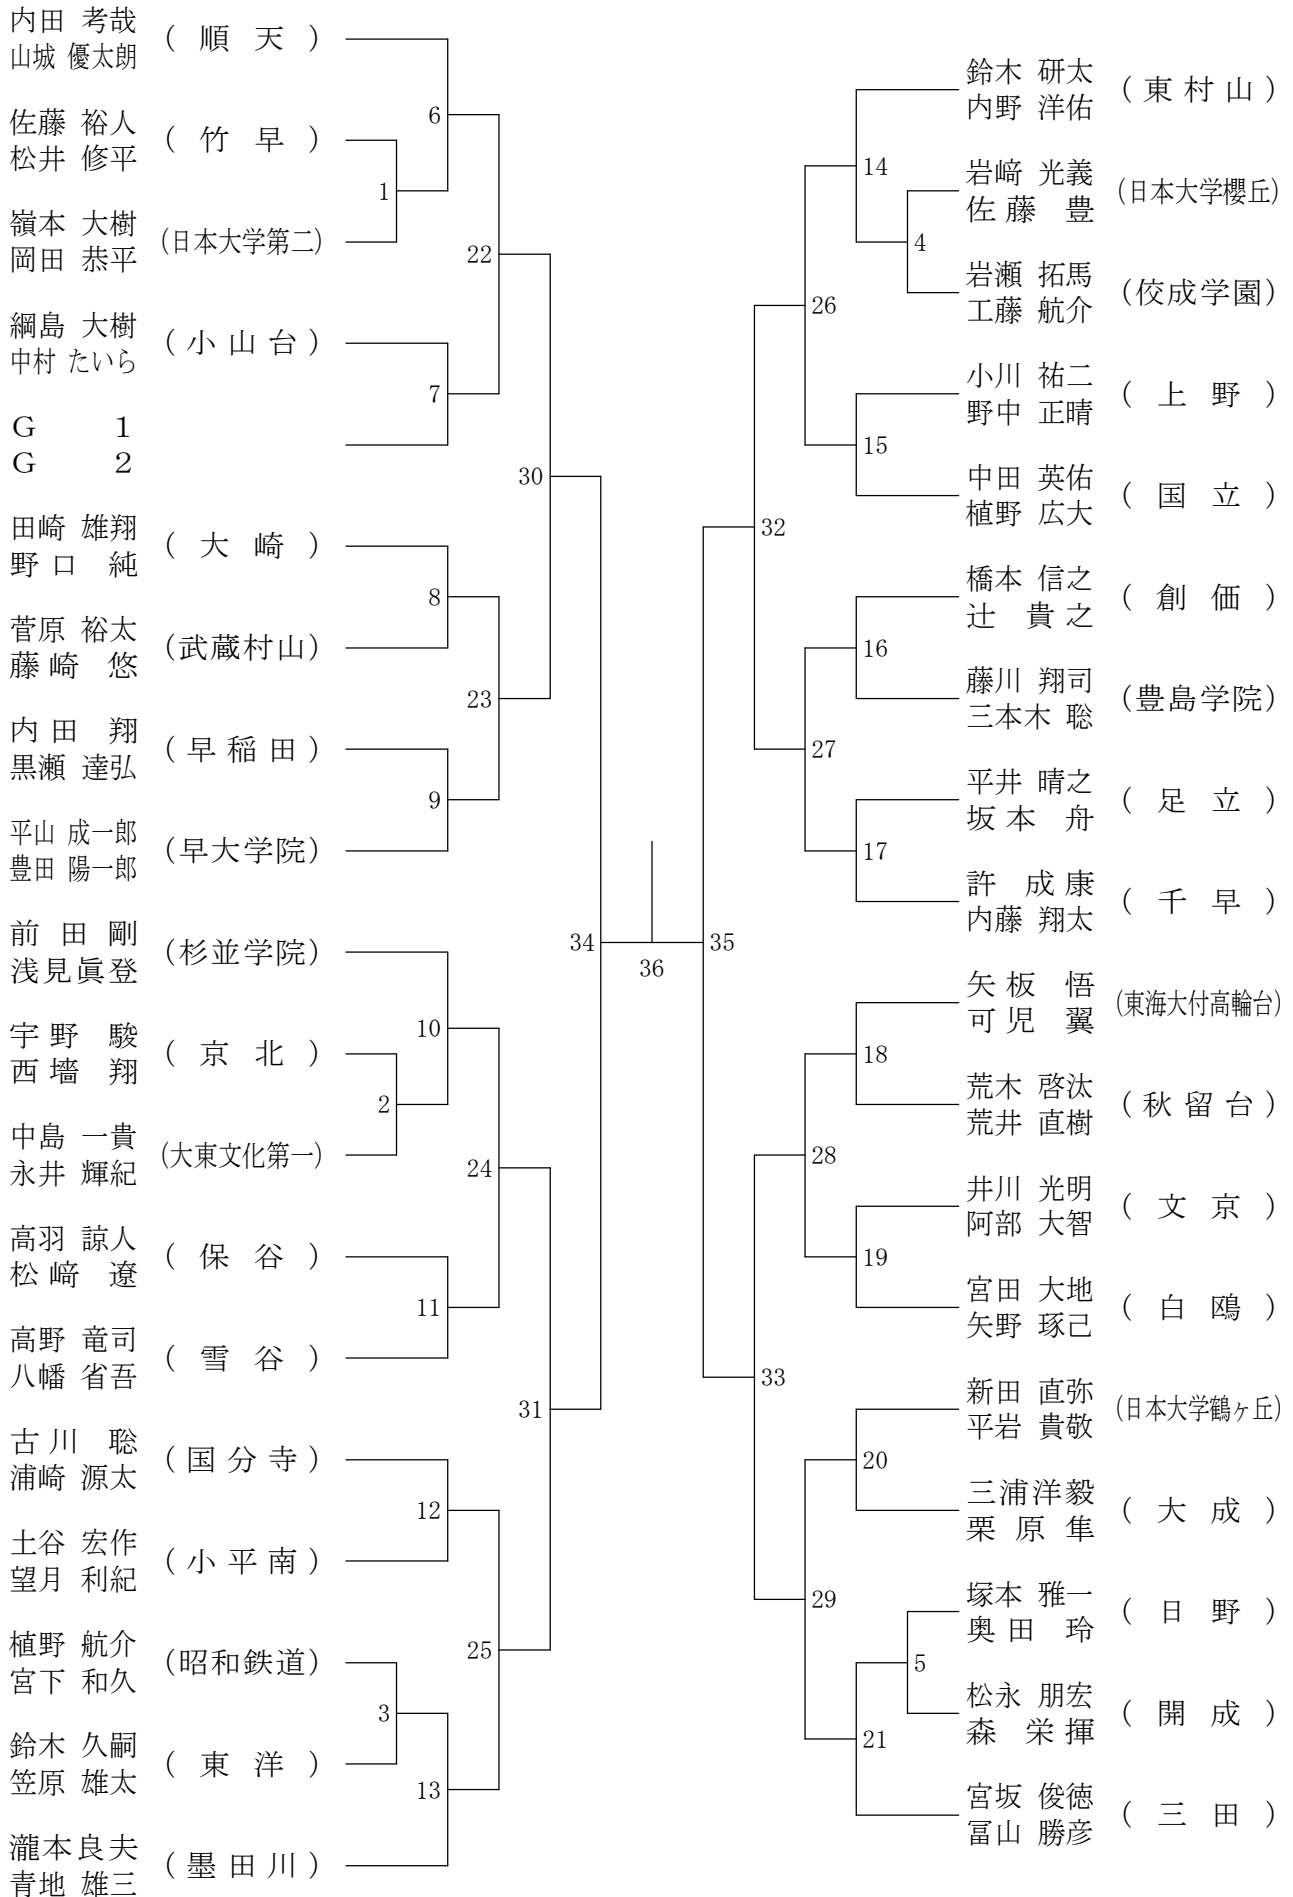 内田 考哉
山城 優太朗
( 順 天 )
佐藤 裕人
松井 修平
( 竹 早 )
嶺本 大樹
岡田 恭平
(日本大学第二)
綱島 大樹
中村 たいら
( 小 山 台 )
G 1
G 2
田崎 雄翔
野口 純
( 大 崎 )
菅原 裕太
藤崎 悠
(武蔵村山)
内田 翔
黒瀬 達弘
( 早 稲 田 )
平山 成一郎
豊田 陽一郎
(早大学院)
前田 剛
浅見眞登
(杉並学院)
宇野 駿
西墻 翔
( 京 北 )
中島 一貴
永井 輝紀
(大東文化第一)
高羽 諒人
松﨑 遼
( 保 谷 )
高野 竜司
八幡 省吾
( 雪 谷 )
古川 聡
浦崎 源太
( 国 分 寺 )
土谷 宏作
望月 利紀
( 小 平 南 )
植野 航介
宮下 和久
(昭和鉄道)
鈴木 久嗣
笠原 雄太
( 東 洋 )
瀧本良夫
青地 雄三
( 墨 田 川 )
1
2
3
6
7
8
9
10
11
12
13
22
23
24
25
30
31
34
36
35
32
33
26
27
28
29
14
15
16
17
18
19
20
21
4
5
鈴木 研太
内野 洋佑
( 東 村 山 )
岩﨑 光義
佐藤 豊
(日本大学櫻丘)
岩瀬 拓馬
工藤 航介
(佼成学園)
小川 祐二
野中 正晴
( 上 野 )
中田 英佑
植野 広大
( 国 立 )
橋本 信之
辻 貴之
( 創 価 )
藤川 翔司
三本木 聡
(豊島学院)
平井 晴之
坂本 舟
( 足 立 )
許 成康
内藤 翔太
( 千 早 )
矢板 悟
可児 翼
(東海大付高輪台)
荒木 啓汰
荒井 直樹
( 秋 留 台 )
井川 光明
阿部 大智
( 文 京 )
宮田 大地
矢野 琢己
( 白 鴎 )
新田 直弥
平岩 貴敬
(日本大学鶴ヶ丘)
三浦洋毅
栗原 隼
( 大 成 )
塚本 雅一
奥田 玲
( 日 野 )
松永 朋宏
森 栄揮
( 開 成 )
宮坂 俊徳
冨山 勝彦
( 三 田 )